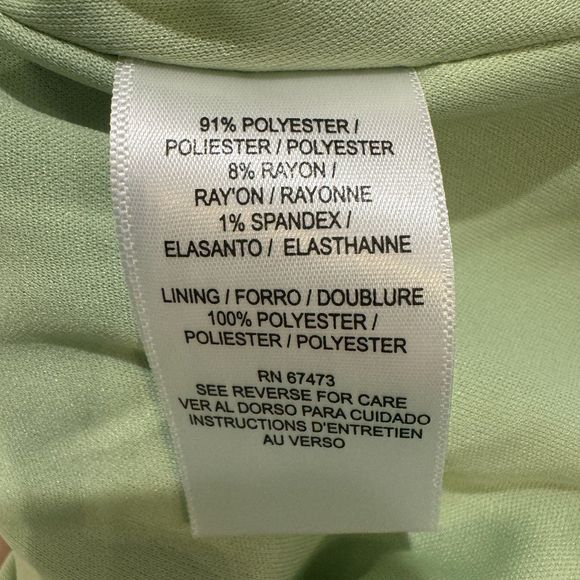 91% POLYESTER /
POLIESTER / POLYESTER
8% RAYON /
RAY'ON / RAYONNE
1% SPANDEX /
ELASANTO / ELASTHANNE
LINING / FORRO / DOUBLURE
100% POLYESTER /
POLIESTER / POLYESTER
RN 67473
SEE REVERSE FOR CARE
VER AL DORSO PARA CUIDADO
INSTRUCTIONS D'ENTRETIEN
AU VERSO